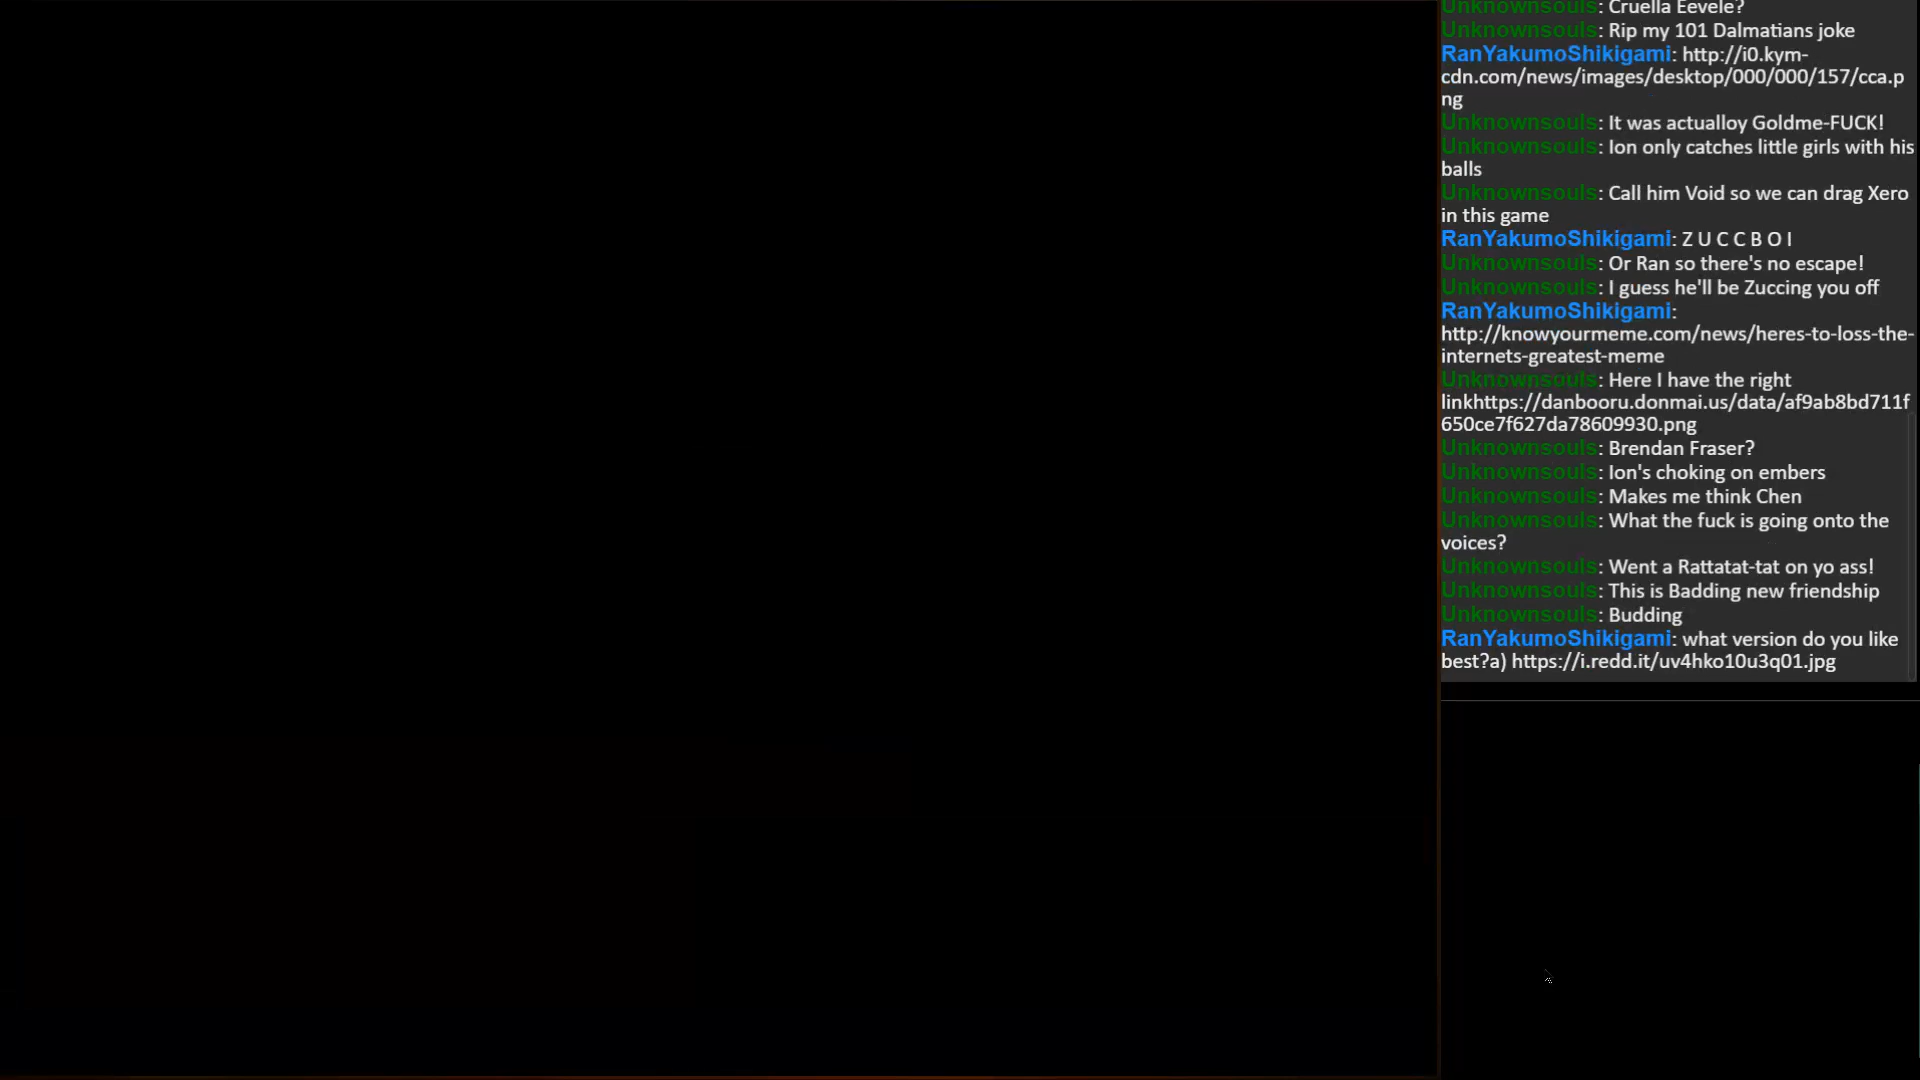 Unknownsouls: Cruella Eevele?
Unknownsouls: Rip my 101 Dalmatians joke
RanYakumoShikigami: http://i0.kym-
cdn.com/news/images/desktop/000/000/157/cca.p
ng
Unknownsouls: It was actualloy Goldme-FUCK!
Unknownsouls: Ion only catches little girls with his
balls
Unknownsouls: Call him Void so we can drag Xero
in this game
RanYakumoShikigami: Z U C C B O I
Unknownsouls: Or Ran so there's no escape!
Unknownsouls: I guess he'll be Zuccing you off
RanYakumoShikigami:
http://knowyourmeme.com/news/heres-to-loss-the-
internets-greatest-meme
Unknownsouls: Here I have the right
linkhttps://danbooru.donmai.us/data/af9ab8bd711f
650ce7f627da78609930.png
Unknownsouls: Brendan Fraser?
Unknownsouls: Ion's choking on embers
Unknownsouls: Makes me think Chen
Unknownsouls: What the fuck is going onto the
voices?
Unknownsouls: Went a Rattatat-tat on yo ass!
Unknownsouls: This is Badding new friendship
Unknownsouls: Budding
RanYakumoShikigami: what version do you like
best?a) https://i.redd.it/uv4hko10u3q01.jpg